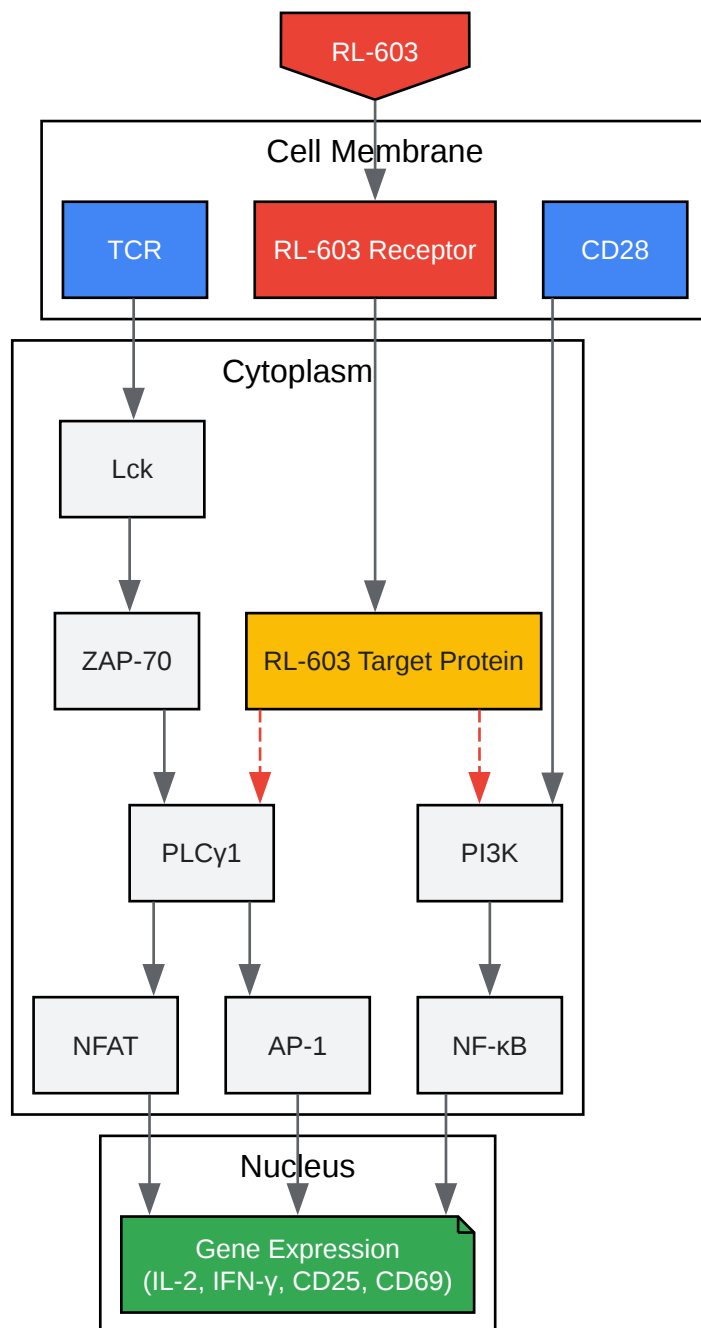 RL-603
Cell Membrane
TCR
RL-603 Receptor
CD28
Cytoplasm
Lck
ZAP-70
RL-603 Target Protein
PLCγ1
PI3K
NFAT
AP-1
NF-κB
Nucleus
Gene Expression
(IL-2, IFN-γ, CD25, CD69)